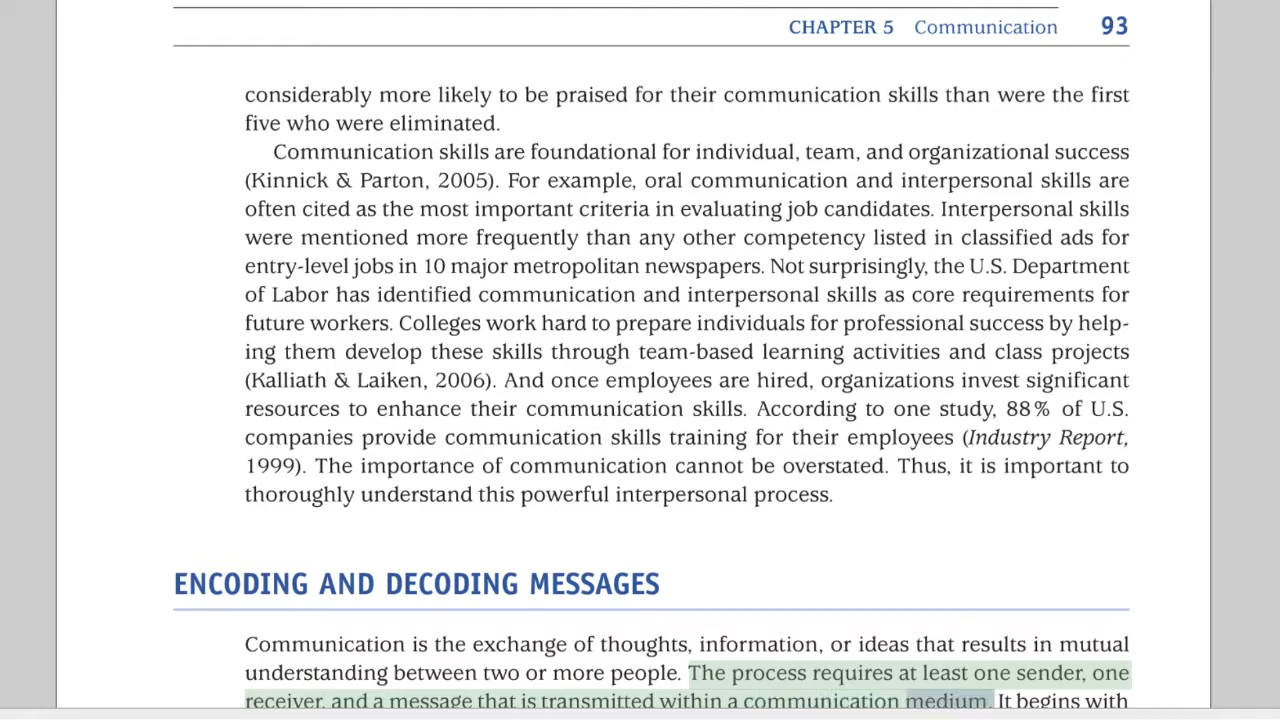 CHAPTER 5 Communication 93
considerably more likely to be praised for their communication skills than were the first
five who were eliminated.
Communication skills are foundational for individual, team, and organizational success
(Kinnick & Parton, 2005). For example, oral communication and interpersonal skills are
often cited as the most important criteria in evaluating job candidates. Interpersonal skills
were mentioned more frequently than any other competency listed in classified ads for
entry-level jobs in 10 major metropolitan newspapers. Not surprisingly, the U.S. Department
of Labor has identified communication and interpersonal skills as core requirements for
future workers. Colleges work hard to prepare individuals for professional success by help-
ing them develop these skills through team-based learning activities and class projects
(Kalliath & Laiken, 2006). And once employees are hired, organizations invest significant
resources to enhance their communication skills. According to one study, 88% of U.S.
companies provide communication skills training for their employees (Industry Report,
1999). The importance of communication cannot be overstated. Thus, it is important to
thoroughly understand this powerful interpersonal process.
ENCODING AND DECODING MESSAGES
Communication is the exchange of thoughts, information, or ideas that results in mutual
understanding between two or more people. The process requires at least one sender, one
receiver, and a message that is transmitted within a communication medium. It begins with